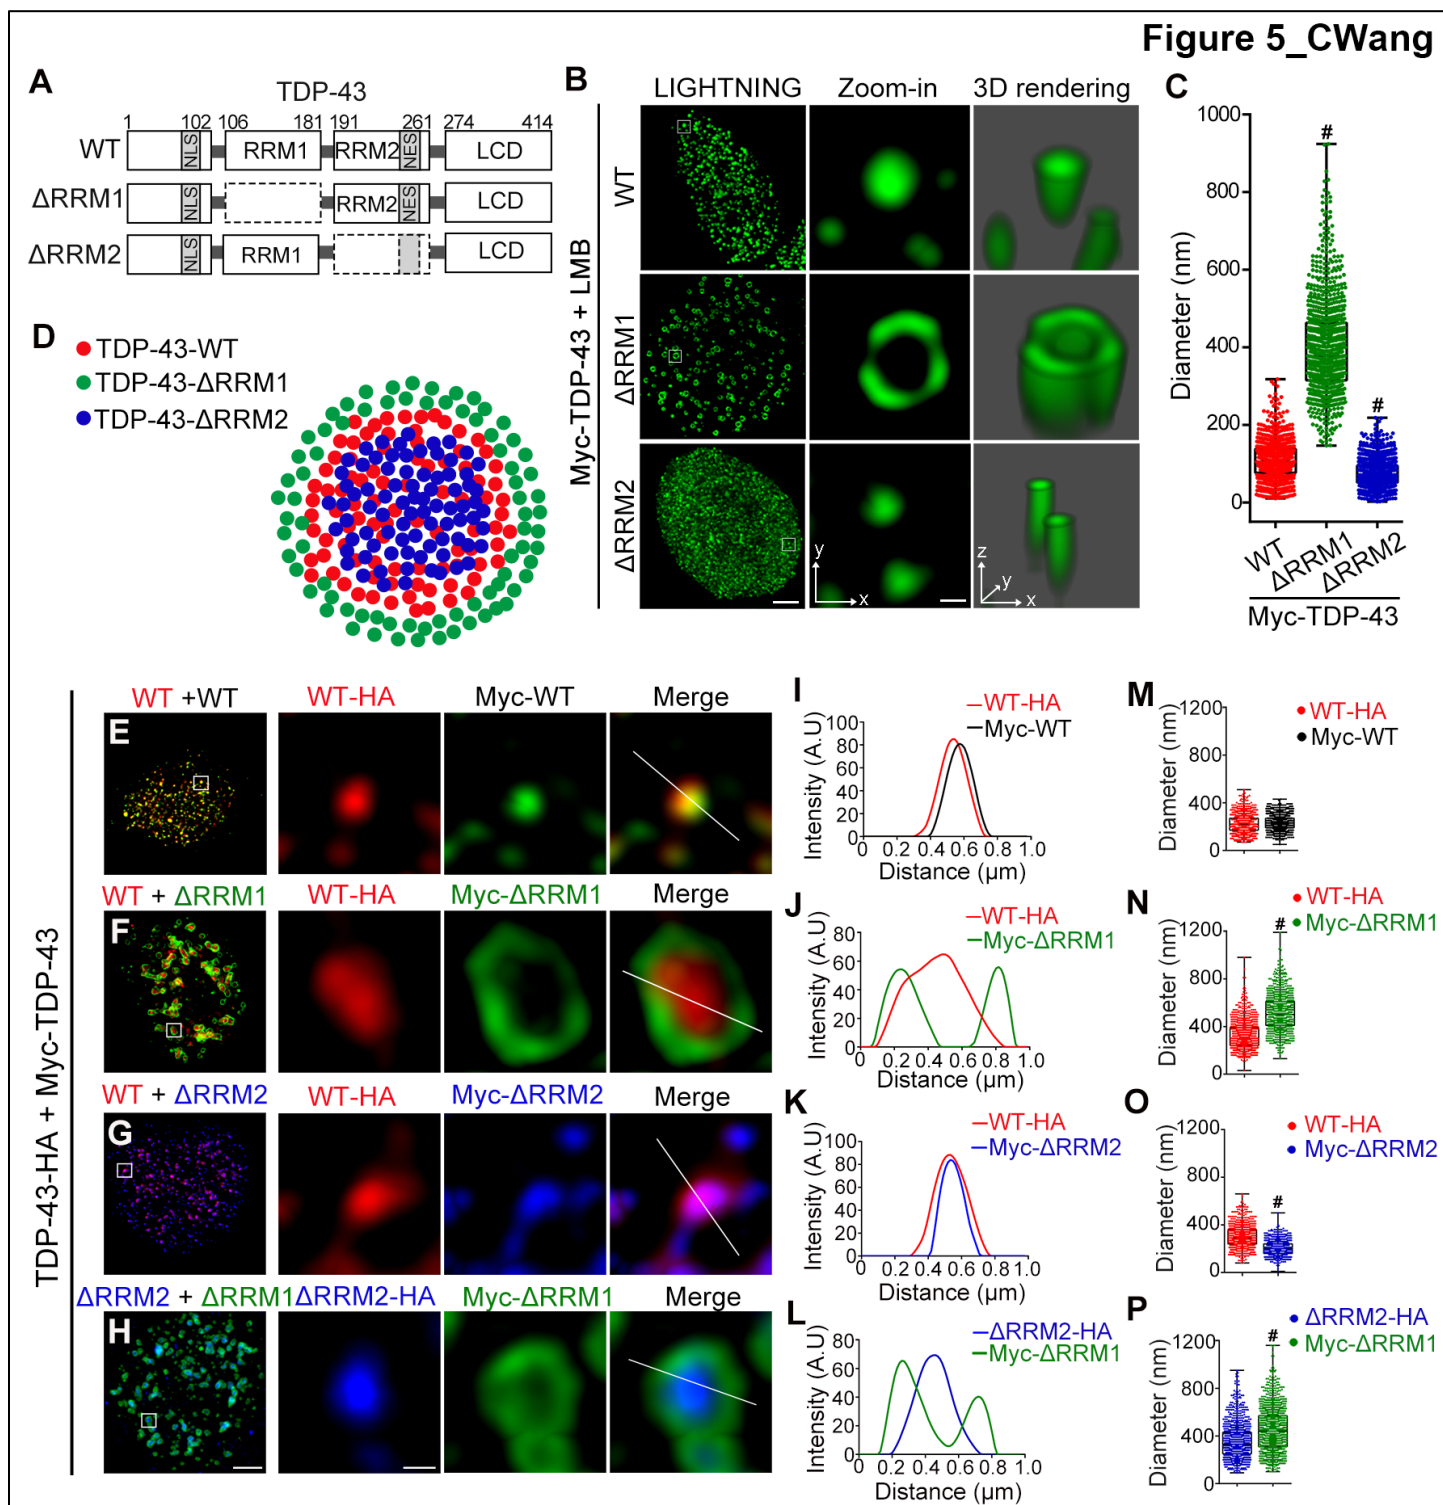 Figure 5_CWang
A
TDP-43
1 102 106 181 191 261 274 414
WT NLS RRM1 RRM2 NES LCD
ΔRRM1 NLS RRM2 NES LCD
ΔRRM2 NLS RRM1 LCD
B
LIGHTNING Zoom-in 3D rendering
Myc-TDP-43 + LMB
WT
ΔRRM1
ΔRRM2
y
x
z
y
x
C
Diameter (nm)
1000
800
600
400
200
0
#
#
WT ΔRRM1 ΔRRM2
Myc-TDP-43
D
TDP-43-WT
TDP-43-ΔRRM1
TDP-43-ΔRRM2
TDP-43-HA + Myc-TDP-43
WT +WT WT-HA Myc-WT Merge
E
WT + ΔRRM1 WT-HA Myc-ΔRRM1 Merge
F
WT + ΔRRM2 WT-HA Myc-ΔRRM2 Merge
G
ΔRRM2 + ΔRRM1 ΔRRM2-HA Myc-ΔRRM1 Merge
H
I
WT-HA
Myc-WT
Intensity (A.U)
100
80
60
40
20
0
0 0.2 0.4 0.6 0.8 1.0
Distance (μm)
J
WT-HA
Myc-ΔRRM1
Intensity (A.U)
80
60
40
20
0
0 0.2 0.4 0.6 0.8 1.0
Distance (μm)
K
WT-HA
Myc-ΔRRM2
Intensity (A.U)
100
80
60
40
20
0
0 0.2 0.4 0.6 0.8 1.0
Distance (μm)
L
ΔRRM2-HA
Myc-ΔRRM1
Intensity (A.U)
80
60
40
20
0
0 0.2 0.4 0.6 0.8 1.0
Distance (μm)
M
WT-HA
Myc-WT
Diameter (nm)
1200
800
400
0
N
WT-HA
Myc-ΔRRM1
#
Diameter (nm)
1200
800
400
0
O
WT-HA
Myc-ΔRRM2
#
Diameter (nm)
1200
800
400
0
P
ΔRRM2-HA
Myc-ΔRRM1
#
Diameter (nm)
1200
800
400
0